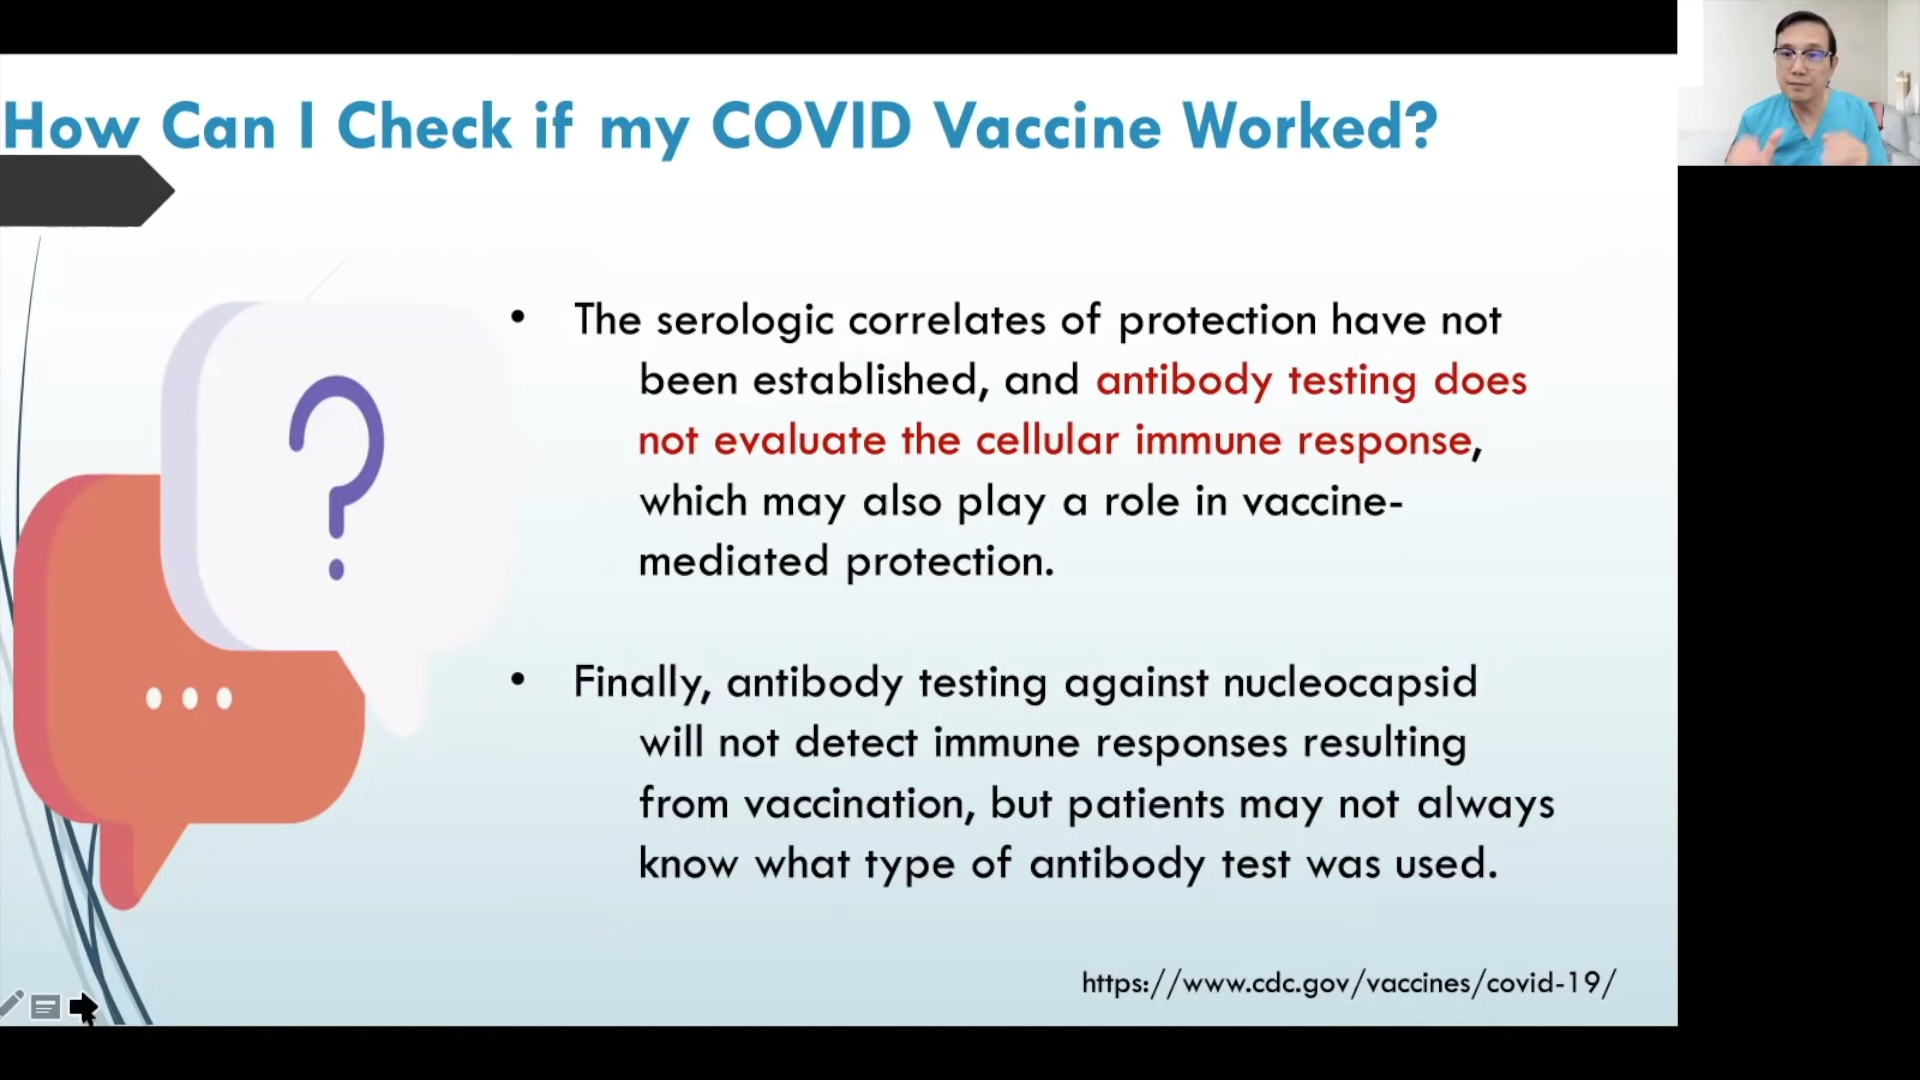 How Can I Check if my COVID Vaccine Worked?
• The serologic correlates of protection have not
been established, and antibody testing does
not evaluate the cellular immune response,
which may also play a role in vaccine-
mediated protection.
• Finally, antibody testing against nucleocapsid
will not detect immune responses resulting
from vaccination, but patients may not always
know what type of antibody test was used.
https://www.cdc.gov/vaccines/covid-19/